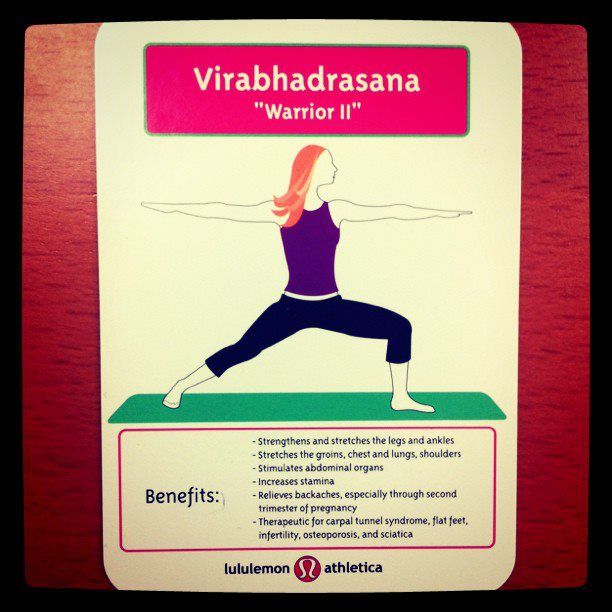 Virabhadrasana
"Warrior II"
Benefits:
- Strengthens and stretches the legs and ankles
- Stretches the groins, chest and lungs, shoulders
- Stimulates abdominal organs
- Increases stamina
- Relieves backaches, especially through second
trimester of pregnancy
- Therapeutic for carpal tunnel syndrome, flat feet,
infertility, osteoporosis, and sciatica
lululemon athletica